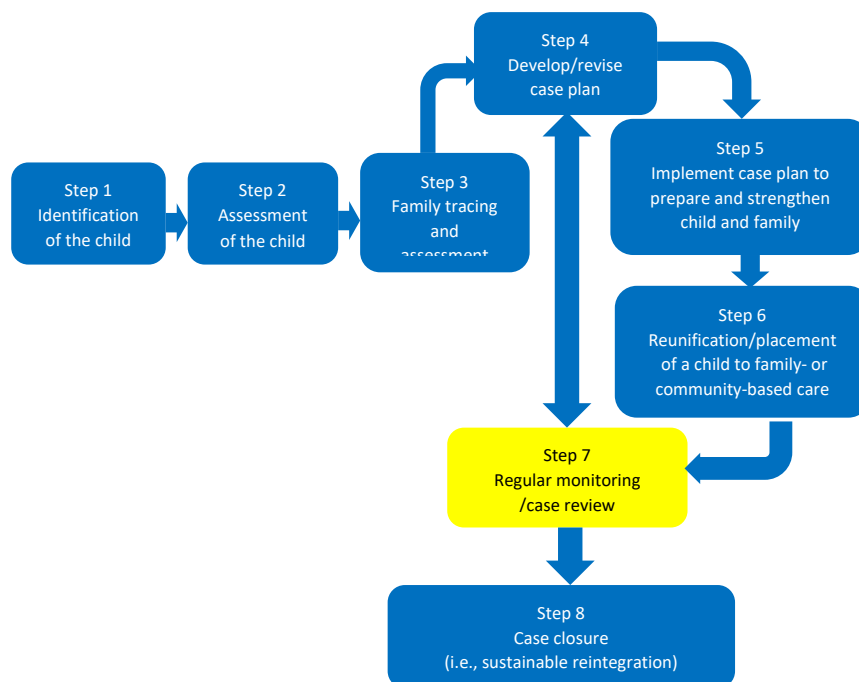 Step 1
Identification
of the child
Step 2
Assessment
of the child
Step 3
Family tracing
and
assessment
Step 4
Develop/revise
case plan
Step 5
Implement case plan to
prepare and strengthen
child and family
Step 6
Reunification/placement
of a child to family- or
community-based care
Step 7
Regular monitoring
/case review
Step 8
Case closure
(i.e., sustainable reintegration)